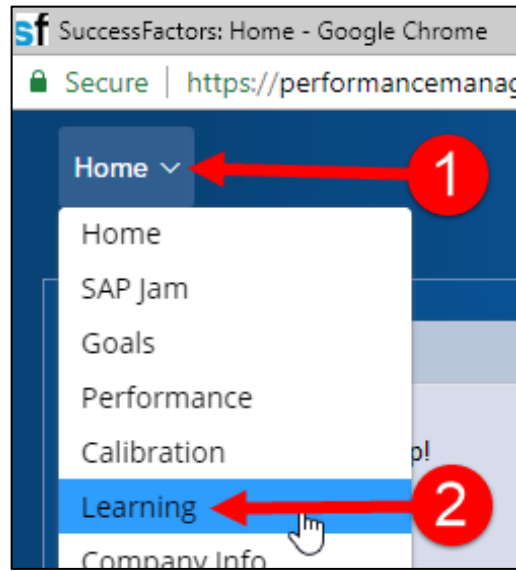 sf SuccessFactors: Home - Google Chrome
Secure | https://performancemanag
Home
1
Home
SAP Jam
Goals
Performance
Calibration
p!
Learning
2
Company Info